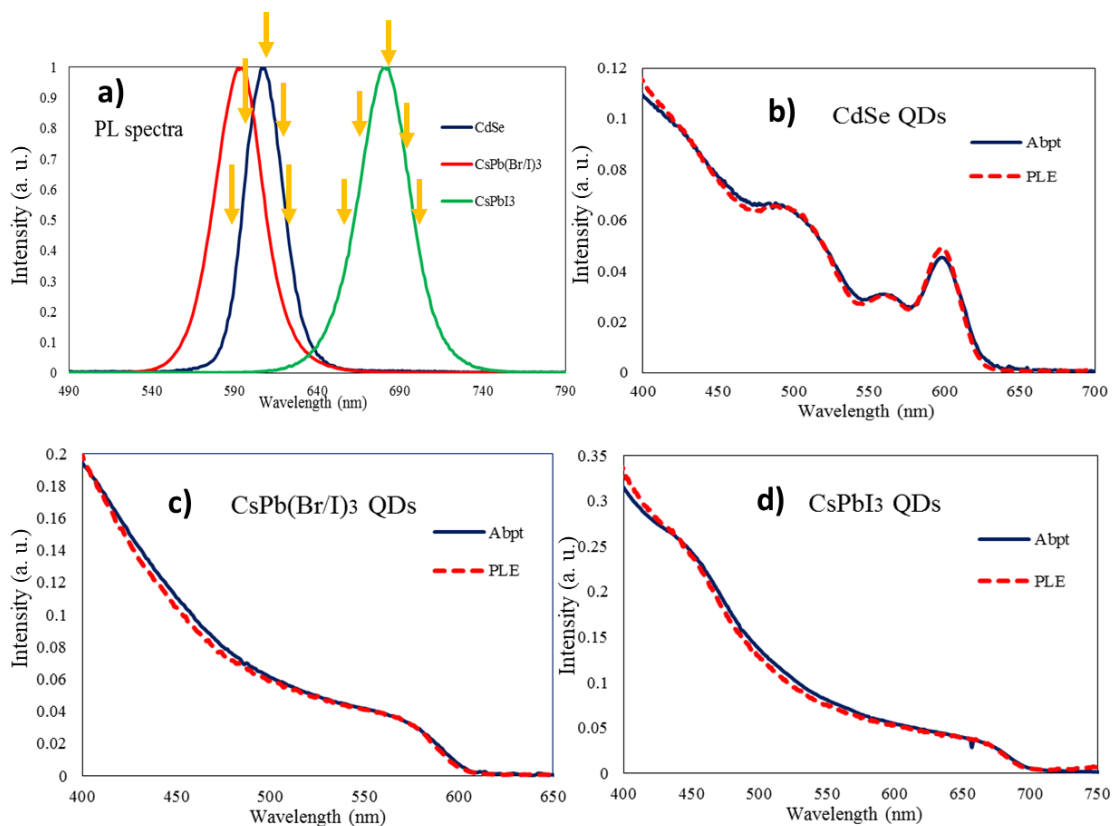 a)
PL spectra
Intensity (a. u.)
1
0.9
0.8
0.7
0.6
0.5
0.4
0.3
0.2
0.1
0
490
540
590
640
690
740
790
Wavelength (nm)
CdSe
CsPb(Br/I)3
CsPbI3
b)
CdSe QDs
Abpt
PLE
Intensity (a. u.)
0.12
0.1
0.08
0.06
0.04
0.02
0
400
450
500
550
600
650
700
Wavelength (nm)
c)
CsPb(Br/I)3 QDs
Abpt
PLE
Intensity (a. u.)
0.2
0.18
0.16
0.14
0.12
0.1
0.08
0.06
0.04
0.02
0
400
450
500
550
600
650
Wavelength (nm)
d)
CsPbI3 QDs
Abpt
PLE
Intensity (a. u.)
0.35
0.3
0.25
0.2
0.15
0.1
0.05
0
400
450
500
550
600
650
700
750
Wavelength (nm)